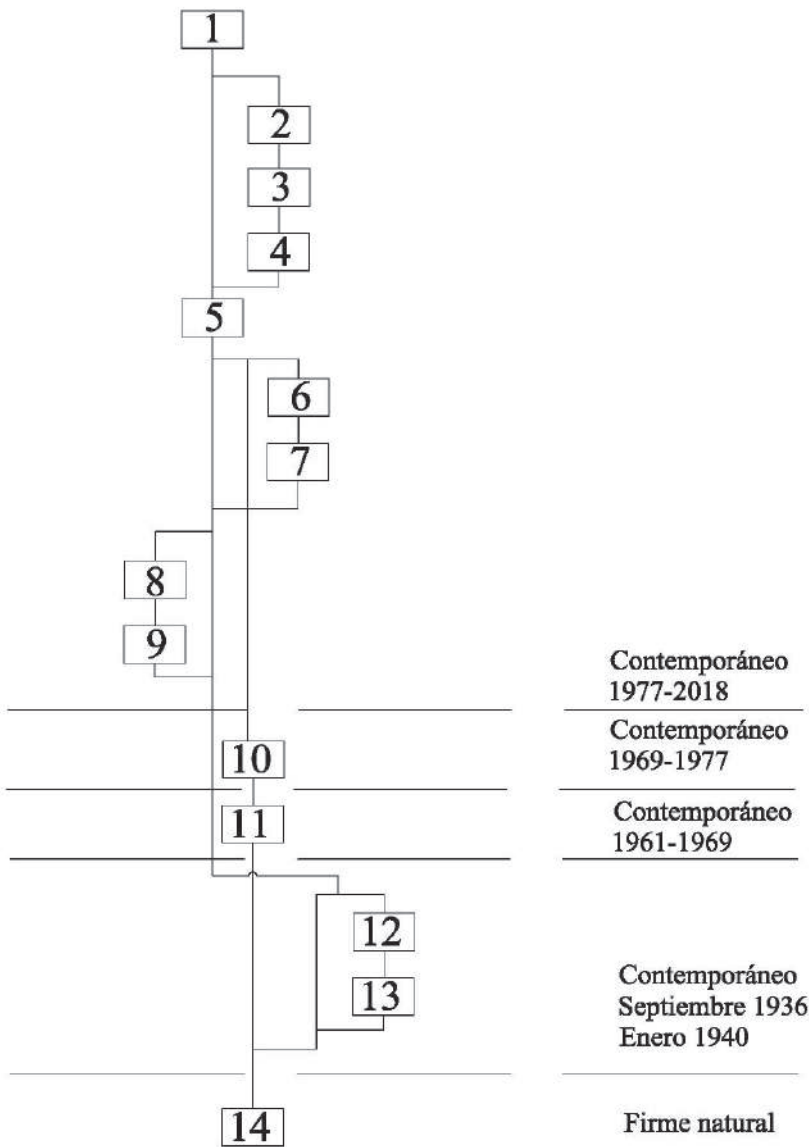 1
2
3
4
5
6
7
8
9
Contemporáneo
1977-2018
Contemporáneo
1969-1977
10
Contemporáneo
1961-1969
11
12
13
Contemporáneo
Septiembre 1936
Enero 1940
14
Firme natural